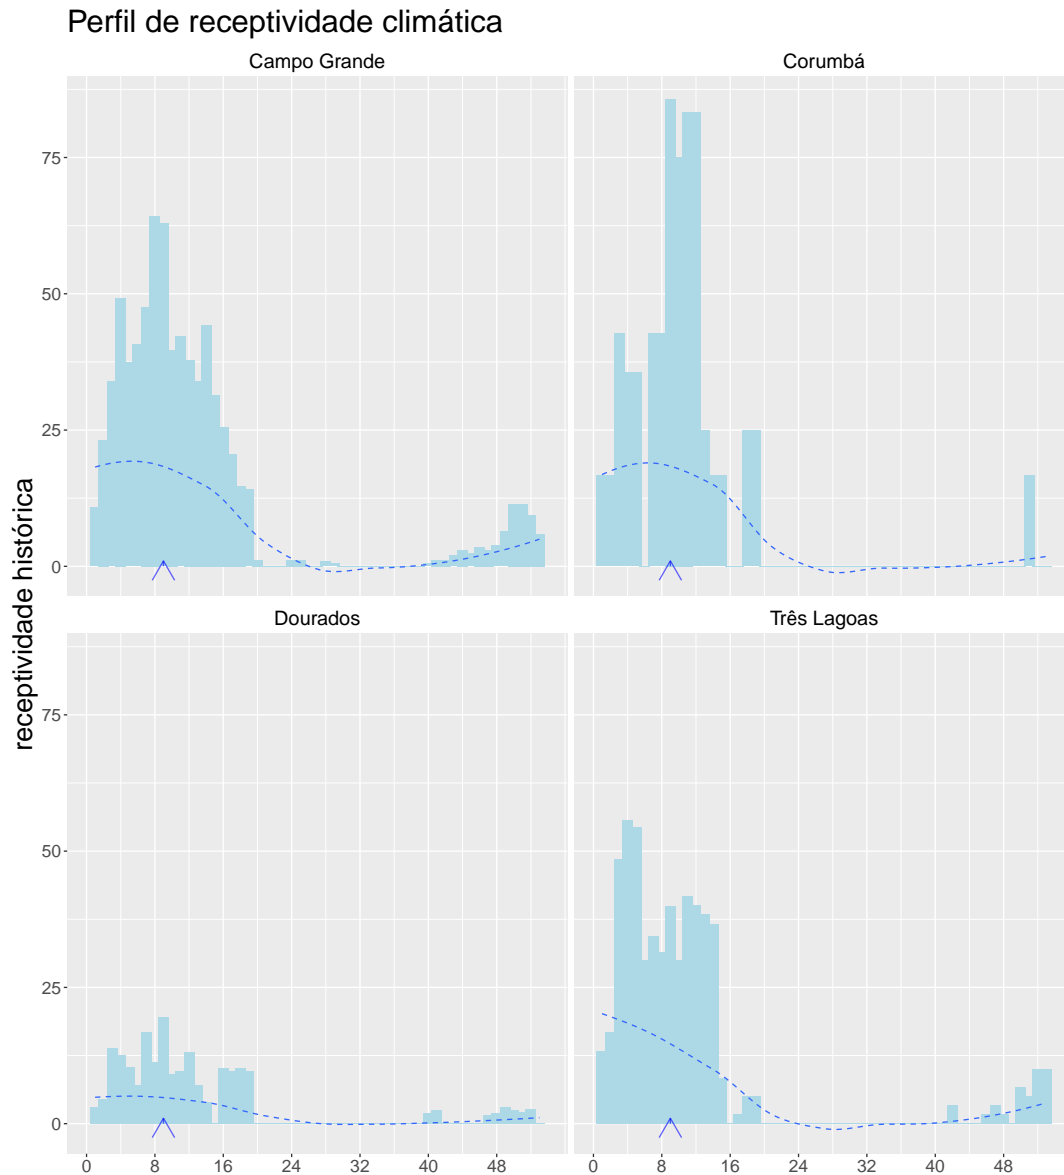 Perfil de receptividade climática
Campo Grande
Corumbá
75
50
25
0
Dourados
Três Lagoas
receptividade histórica
75
50
25
0
0 8 16 24 32 40 48
0 8 16 24 32 40 48